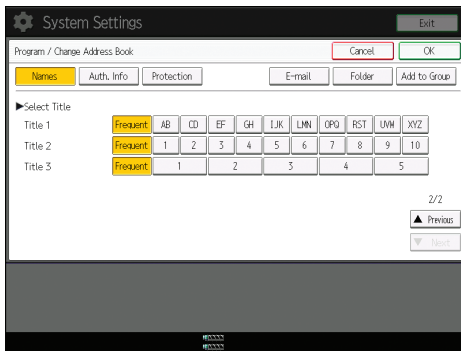 System Settings Exit
Program / Change Address Book Cancel OK
Names Auth. Info Protection E-mail Folder Add to Group
▶Select Title
Title 1 Frequent AB CD EF GH IJK LMN OPQ RST UVW XYZ
Title 2 Frequent 1 2 3 4 5 6 7 8 9 10
Title 3 Frequent 1 2 3 4 5
2/2
▲ Previous
▼ Next